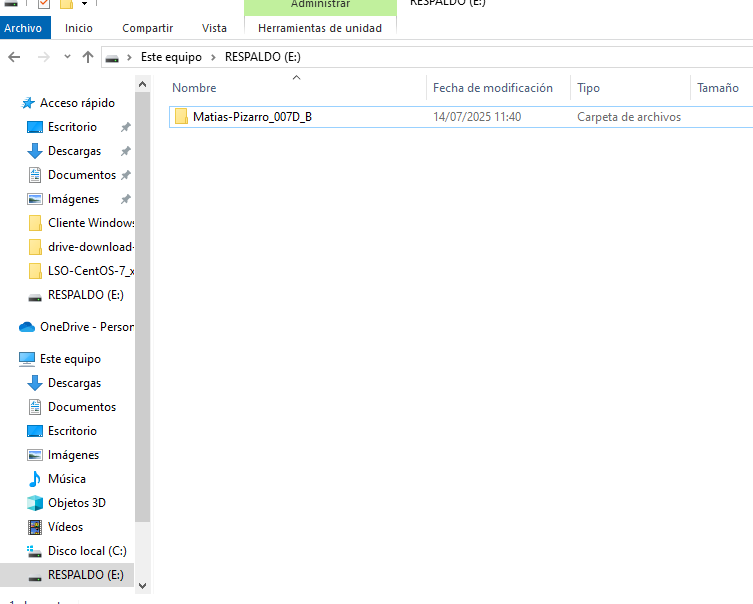 Administrar
RESPALDO (E:)
Archivo
Inicio
Compartir
Vista
Herramientas de unidad
Este equipo > RESPALDO (E:)
Nombre
Fecha de modificación
Tipo
Tamaño
Matias-Pizarro_007D_B
14/07/2025 11:40
Carpeta de archivos
Acceso rápido
Escritorio
Descargas
Documentos
Imágenes
Cliente Windows
drive-download-
LSO-CentOS-7_x
RESPALDO (E:)
OneDrive - Person
Este equipo
Descargas
Documentos
Escritorio
Imágenes
Música
Objetos 3D
Vídeos
Disco local (C:)
RESPALDO (E:)